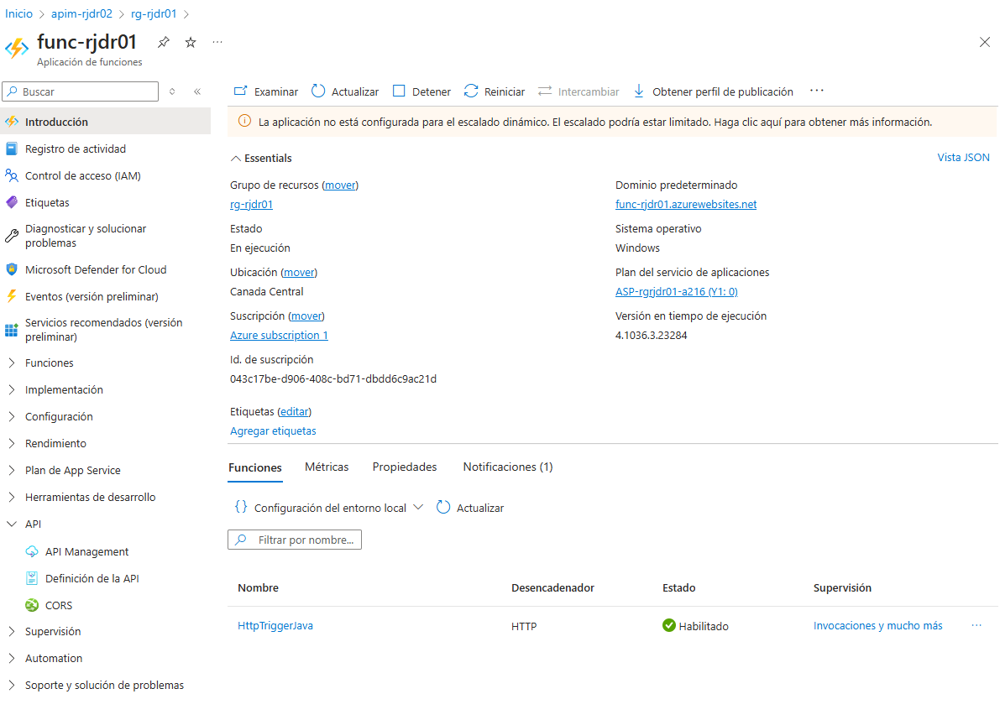 Inicio > apim-rjdr02 > rg-rjdr01 >
func-rjdr01
Aplicación de funciones
Buscar
Introducción
Registro de actividad
Control de acceso (IAM)
Etiquetas
Diagnosticar y solucionar
problemas
Microsoft Defender for Cloud
Eventos (versión preliminar)
Servicios recomendados (versión
preliminar)
Funciones
Implementación
Configuración
Rendimiento
Plan de App Service
Herramientas de desarrollo
API
API Management
Definición de la API
CORS
Supervisión
Automation
Soporte y solución de problemas
Examinar Actualizar Detener Reiniciar Intercambiar Obtener perfil de publicación
La aplicación no está configurada para el escalado dinámico. El escalado podría estar limitado. Haga clic aquí para obtener más información.
Essentials
Vista JSON
Grupo de recursos (mover)
rg-rjdr01
Estado
En ejecución
Ubicación (mover)
Canada Central
Suscripción (mover)
Azure subscription 1
Id. de suscripción
043c17be-d906-408c-bd71-dbdd6c9ac21d
Dominio predeterminado
func-rjdr01.azurewebsites.net
Sistema operativo
Windows
Plan del servicio de aplicaciones
ASP-rgrjdr01-a216 (Y1: 0)
Versión en tiempo de ejecución
4.1036.3.23284
Etiquetas (editar)
Agregar etiquetas
Funciones Métricas Propiedades Notificaciones (1)
Configuración del entorno local Actualizar
Filtrar por nombre...
Nombre Desencadenador Estado Supervisión
HttpTriggerJava HTTP Habilitado Invocaciones y mucho más